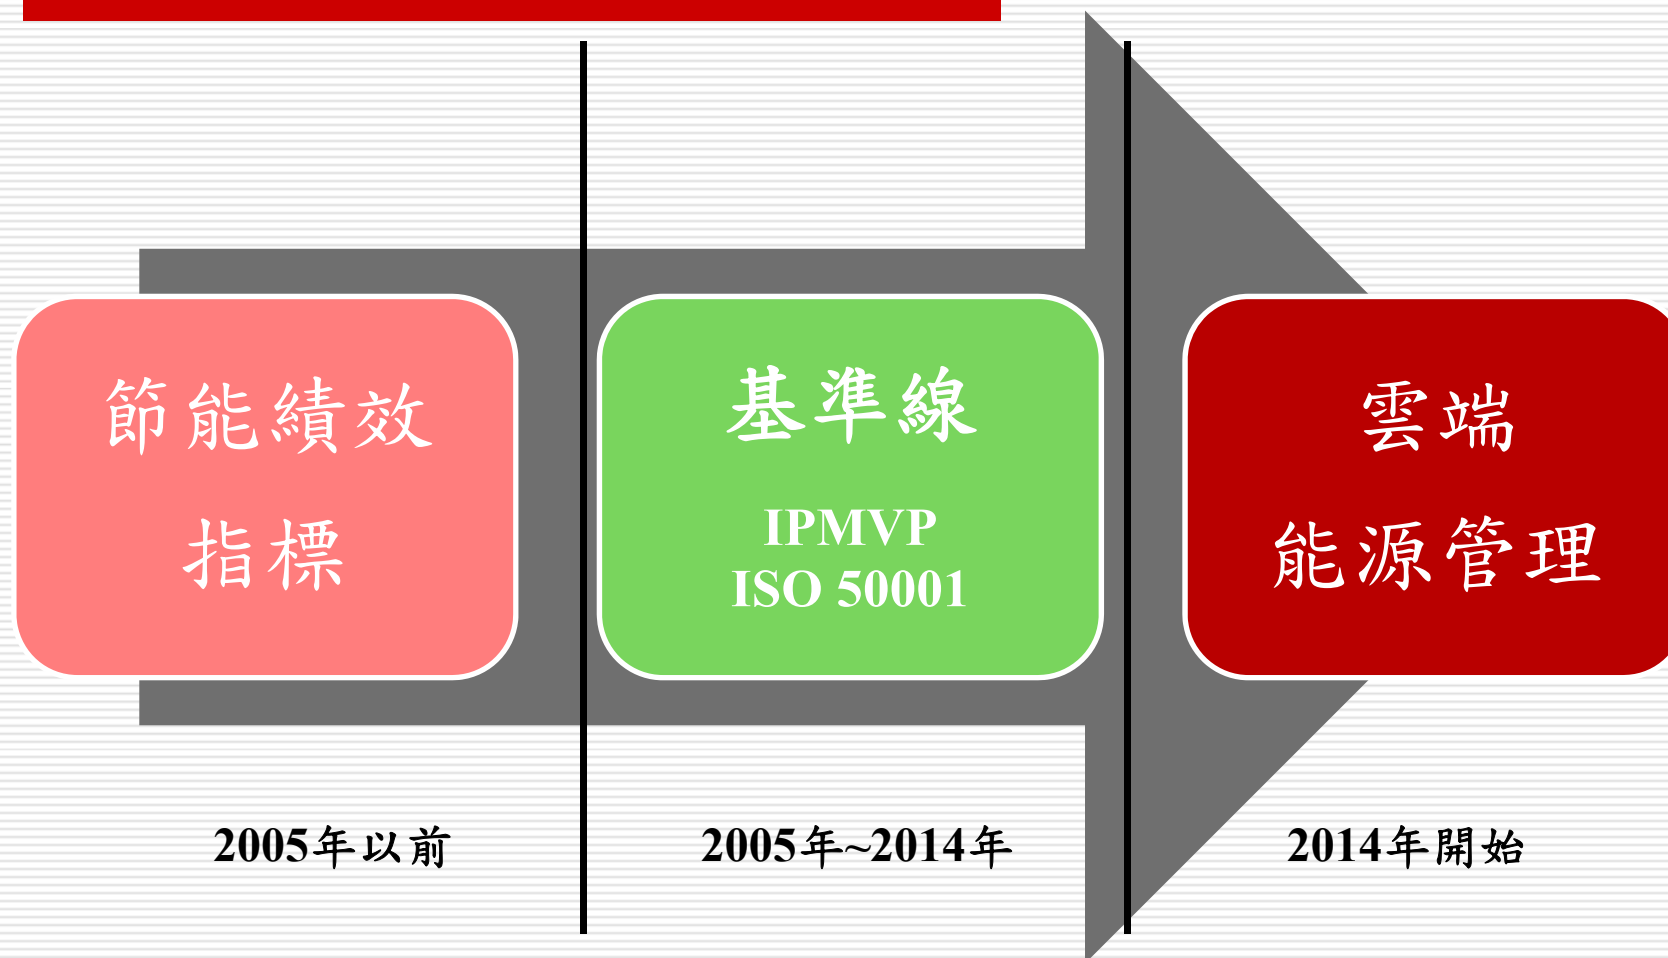 節能績效
指標
基準線
IPMVP
ISO 50001
雲端
能源管理
2005年以前
2005年~2014年
2014年開始